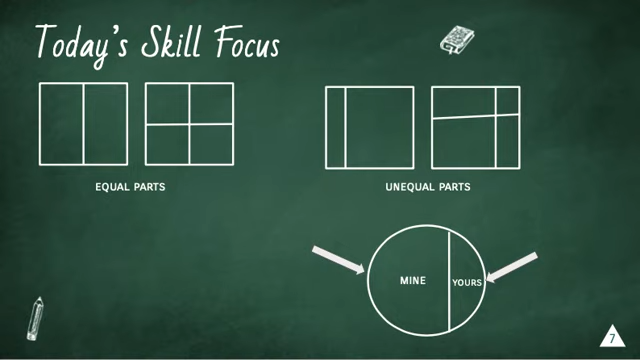 Today's Skill Focus
EQUAL PARTS
UNEQUAL PARTS
MINE
YOURS
7